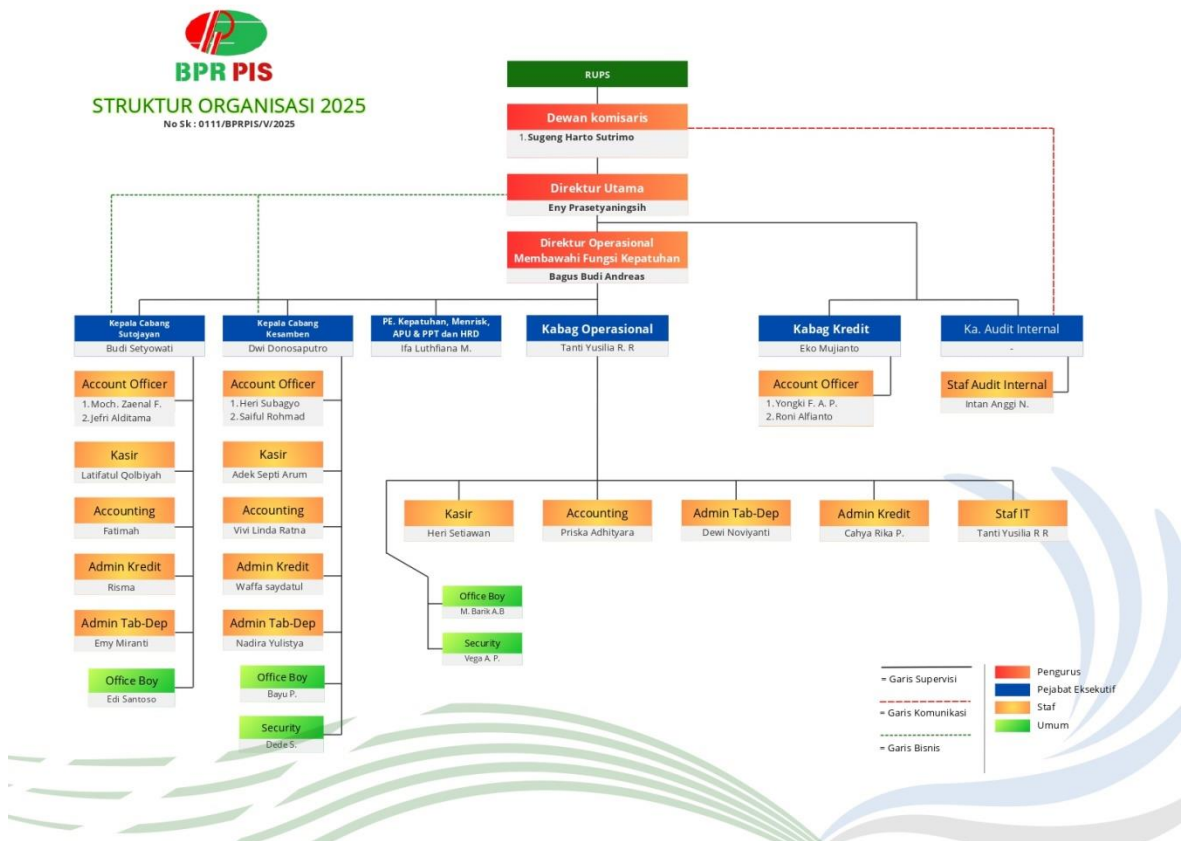 BPR PIS
STRUKTUR ORGANISASI 2025
No Sk : 0111/BPRPIS/V/2025
RUPS
Dewan komisaris
1. Sugeng Harto Sutrimo
Direktur Utama
Eny Prasetyaningsih
Direktur Operasional
Membawahi Fungsi Kepatuhan
Bagus Budi Andreas
Kepala Cabang
Sutojayan
Budi Setyowati
Kepala Cabang
Kesamben
Dwi Donosaputro
PE. Kepatuhan, Menrisk,
APU & PPT dan HRD
Ifa Luthfiana M.
Kabag Operasional
Tanti Yusilia R. R
Kabag Kredit
Eko Mujianto
Ka. Audit Internal
-
Account Officer
1. Moch. Zaenal F.
2. Jefri Alditama
Kasir
Latifatul Qolbiyah
Accounting
Fatimah
Admin Kredit
Risma
Admin Tab-Dep
Emy Miranti
Office Boy
Edi Santoso
Account Officer
1. Heri Subagyo
2. Saiful Rohmad
Kasir
Adek Septi Arum
Accounting
Vivi Linda Ratna
Admin Kredit
Waffa saydatul
Admin Tab-Dep
Nadira Yulistya
Office Boy
Bayu P.
Security
Dede S.
Account Officer
1. Yongki F. A. P.
2. Roni Alfianto
Staf Audit Internal
Intan Anggi N.
Kasir
Heri Setiawan
Accounting
Priska Adhityara
Admin Tab-Dep
Dewi Noviyanti
Admin Kredit
Cahya Rika P.
Staf IT
Tanti Yusilia R R
Office Boy
M. Barik A.B
Security
Vega A. P.
= Garis Supervisi
= Garis Komunikasi
= Garis Bisnis
Pengurus
Pejabat Eksekutif
Staf
Umum